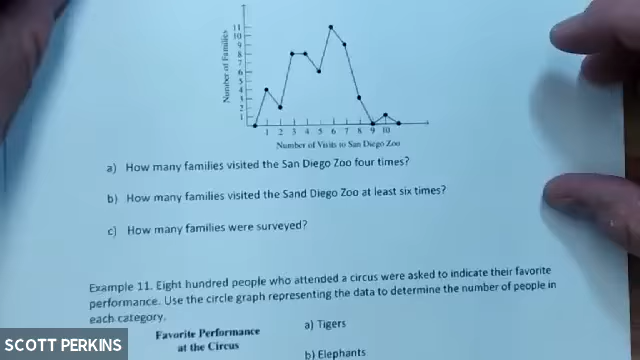 11
10
9
8
7
6
5
4
3
2
1
Number of Families
1 2 3 4 5 6 7 8 9 10
Number of Visits to San Diego Zoo
a) How many families visited the San Diego Zoo four times?
b) How many families visited the Sand Diego Zoo at least six times?
c) How many families were surveyed?
Example 11. Eight hundred people who attended a circus were asked to indicate their favorite
performance. Use the circle graph representing the data to determine the number of people in
each category.
Favorite Performance
at the Circus
a) Tigers
b) Elephants
SCOTT PERKINS